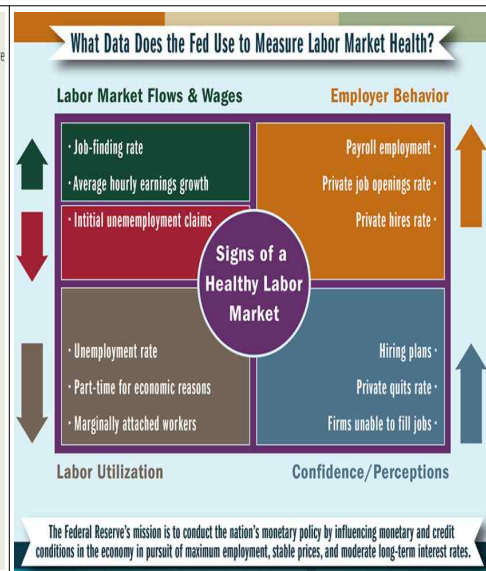 What Data Does the Fed Use to Measure Labor Market Health?
Labor Market Flows & Wages
Employer Behavior
· Job-finding rate
· Average hourly earnings growth
· Intitial unememployment claims
Payroll employment ·
Private job openings rate ·
Private hires rate ·
Signs of a
Healthy Labor
Market
· Unemployment rate
· Part-time for economic reasons
· Marginally attached workers
Hiring plans ·
Private quits rate ·
Firms unable to fill jobs ·
Labor Utilization
Confidence/Perceptions
The Federal Reserve's mission is to conduct the nation's monetary policy by influencing monetary and credit
conditions in the economy in pursuit of maximum employment, stable prices, and moderate long-term interest rates.